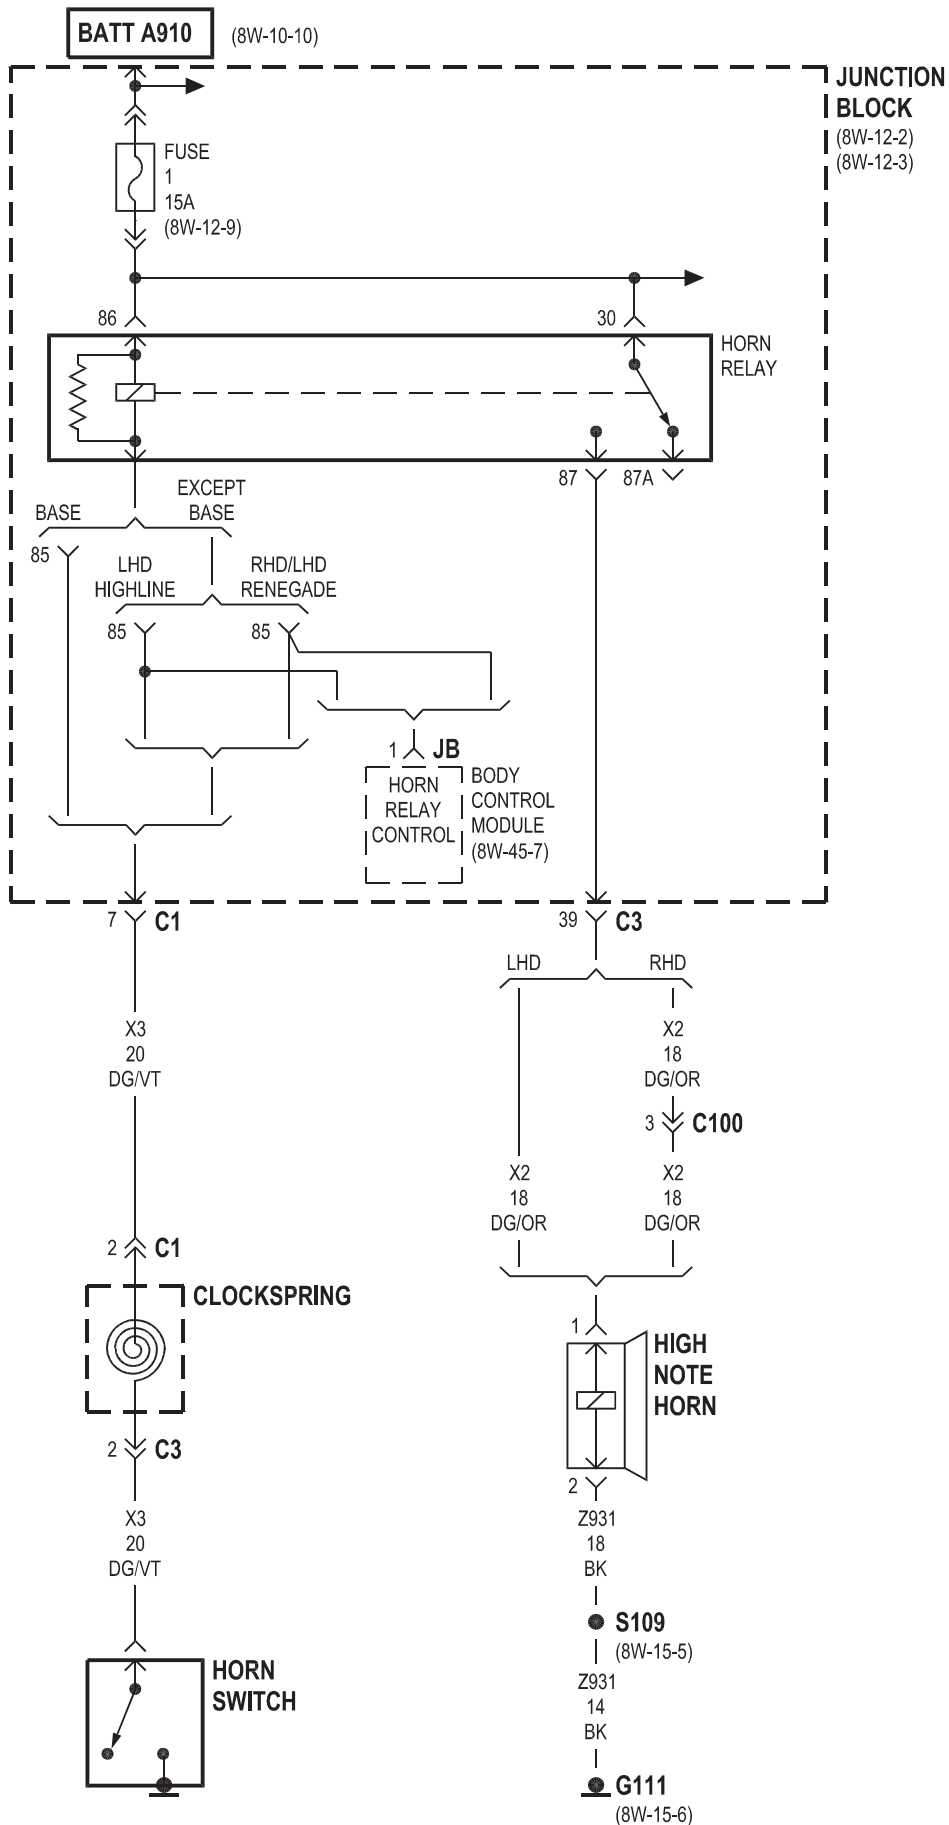 BATT A910
(8W-10-10)
JUNCTION
BLOCK
(8W-12-2)
(8W-12-3)
FUSE
1
15A
(8W-12-9)
86
30
HORN
RELAY
87
87A
BASE
EXCEPT
BASE
85
LHD
HIGHLINE
RHD/LHD
RENEGADE
85
85
1
JB
HORN
RELAY
CONTROL
BODY
CONTROL
MODULE
(8W-45-7)
7
C1
39
C3
LHD
RHD
X3
20
DG/VT
X2
18
DG/OR
3
C100
X2
18
DG/OR
X2
18
DG/OR
2
C1
CLOCKSPRING
1
HIGH
NOTE
HORN
2
C3
2
X3
20
DG/VT
Z931
18
BK
S109
(8W-15-5)
HORN
SWITCH
Z931
14
BK
G111
(8W-15-6)